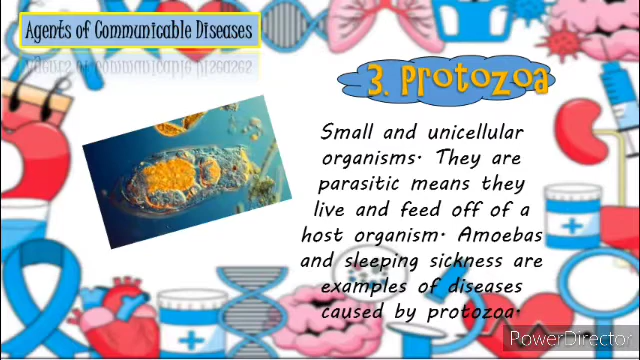 Agents of Communicable Diseases
3. Protozoa
Small and unicellular
organisms. They are
parasitic means they
live and feed off of a
host organism. Amoebas
and sleeping sickness are
examples of diseases
caused by protozoa.
PowerDirector